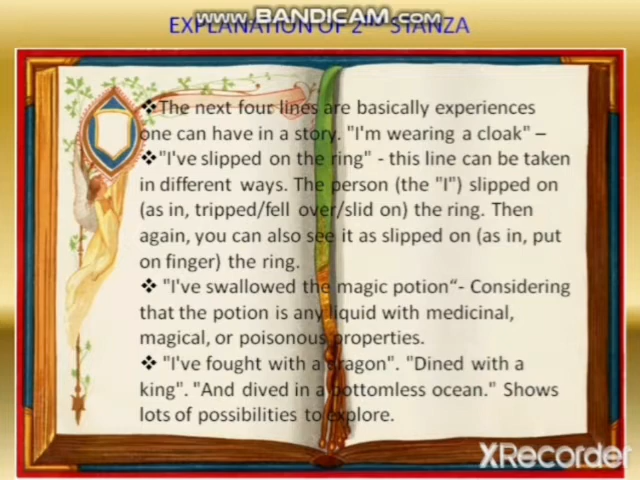 www.BANDICAM.com
EXPLANATION OF 2ND STANZA
❖The next four lines are basically experiences
one can have in a story. "I'm wearing a cloak" –
❖"I've slipped on the ring" - this line can be taken
in different ways. The person (the "I") slipped on
(as in, tripped/fell over/slid on) the ring. Then
again, you can also see it as slipped on (as in, put
on finger) the ring.
❖ "I've swallowed the magic potion“- Considering
that the potion is any liquid with medicinal,
magical, or poisonous properties.
❖ "I've fought with a dragon". "Dined with a
king". "And dived in a bottomless ocean." Shows
lots of possibilities to explore.
XRecorder